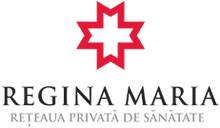 REGINA MARIA
REȚEAUA PRIVATĂ DE SĂNĂTATE